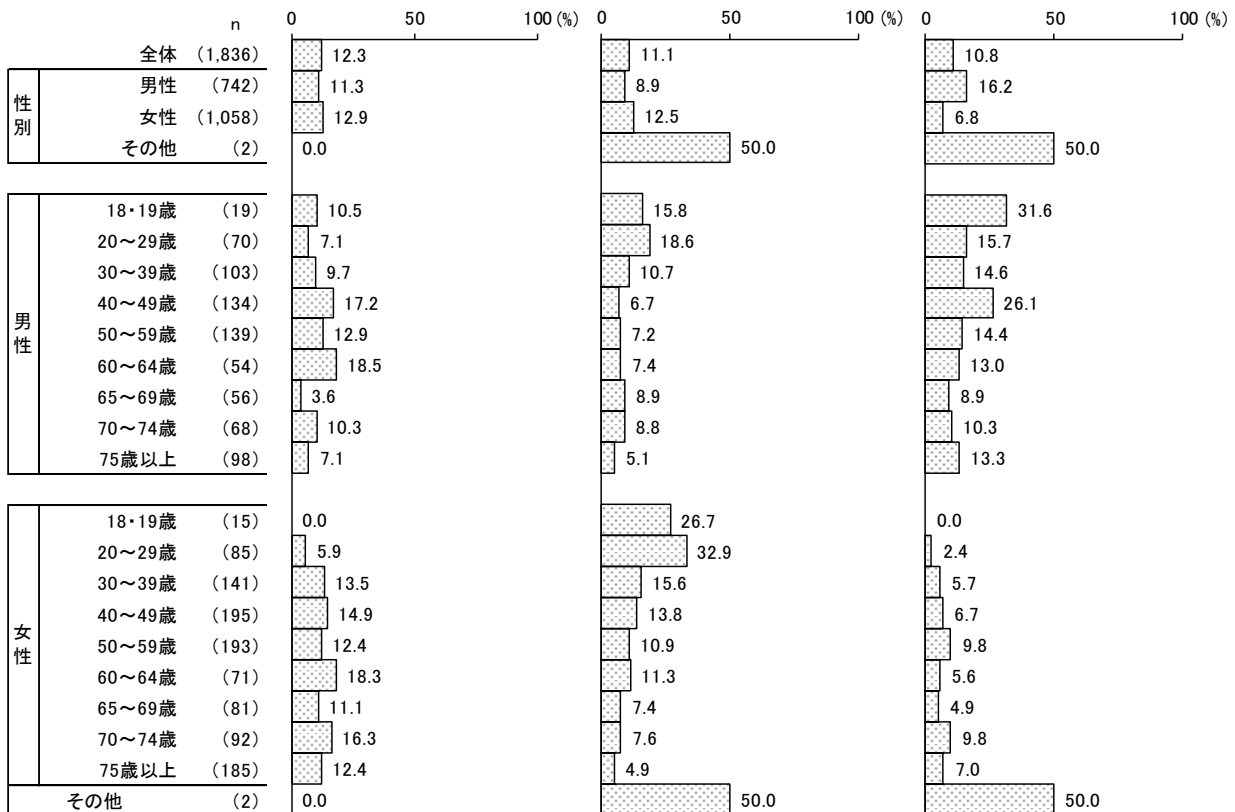 n 0 50 100 (%) 0 50 100 (%) 0 50 100 (%)
全体 (1,836) 12.3 11.1 10.8
性別
男性 (742) 11.3 8.9 16.2
女性 (1,058) 12.9 12.5 6.8
その他 (2) 0.0 50.0 50.0
男性
18・19歳 (19) 10.5 15.8 31.6
20～29歳 (70) 7.1 18.6 15.7
30～39歳 (103) 9.7 10.7 14.6
40～49歳 (134) 17.2 6.7 26.1
50～59歳 (139) 12.9 7.2 14.4
60～64歳 (54) 18.5 7.4 13.0
65～69歳 (56) 3.6 8.9 8.9
70～74歳 (68) 10.3 8.8 10.3
75歳以上 (98) 7.1 5.1 13.3
女性
18・19歳 (15) 0.0 26.7 0.0
20～29歳 (85) 5.9 32.9 2.4
30～39歳 (141) 13.5 15.6 5.7
40～49歳 (195) 14.9 13.8 6.7
50～59歳 (193) 12.4 10.9 9.8
60～64歳 (71) 18.3 11.3 5.6
65～69歳 (81) 11.1 7.4 4.9
70～74歳 (92) 16.3 7.6 9.8
75歳以上 (185) 12.4 4.9 7.0
その他 (2) 0.0 50.0 50.0